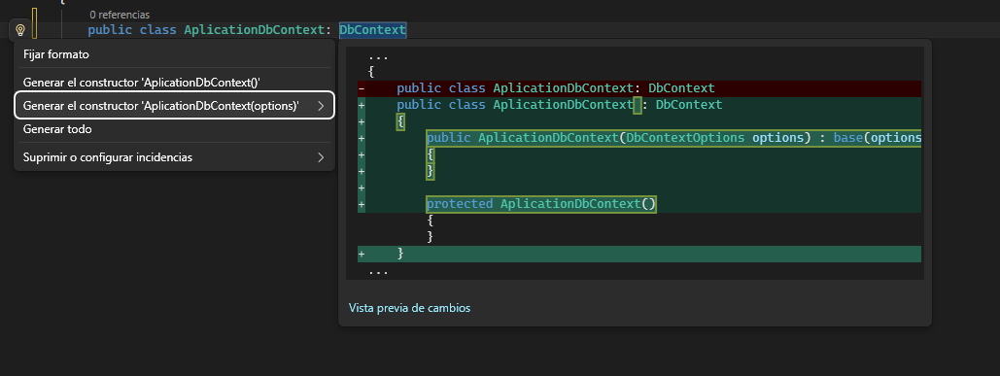 {
0 referencias
public class AplicationDbContext: DbContext
Fijar formato
Generar el constructor 'AplicationDbContext()'
Generar el constructor 'AplicationDbContext(options)'
Generar todo
Suprimir o configurar incidencias
...
{
- public class AplicationDbContext: DbContext
+ public class AplicationDbContext : DbContext
+ {
+ public AplicationDbContext(DbContextOptions options) : base(options
+ {
+ }
+
+ protected AplicationDbContext()
{
}
+ }
...
Vista previa de cambios